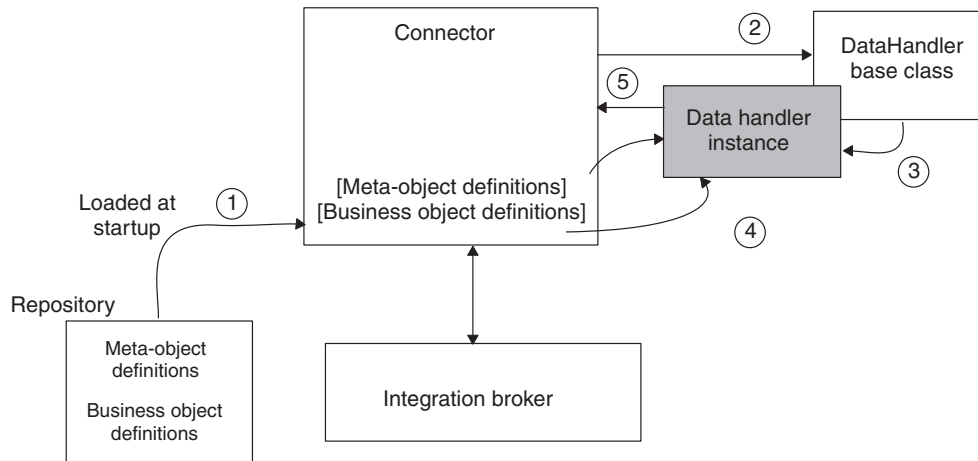 Connector
2
DataHandler
base class
5
Data handler
instance
3
[Meta-object definitions]
[Business object definitions]
4
Loaded at
startup
1
Repository
Meta-object
definitions
Business object
definitions
Integration broker